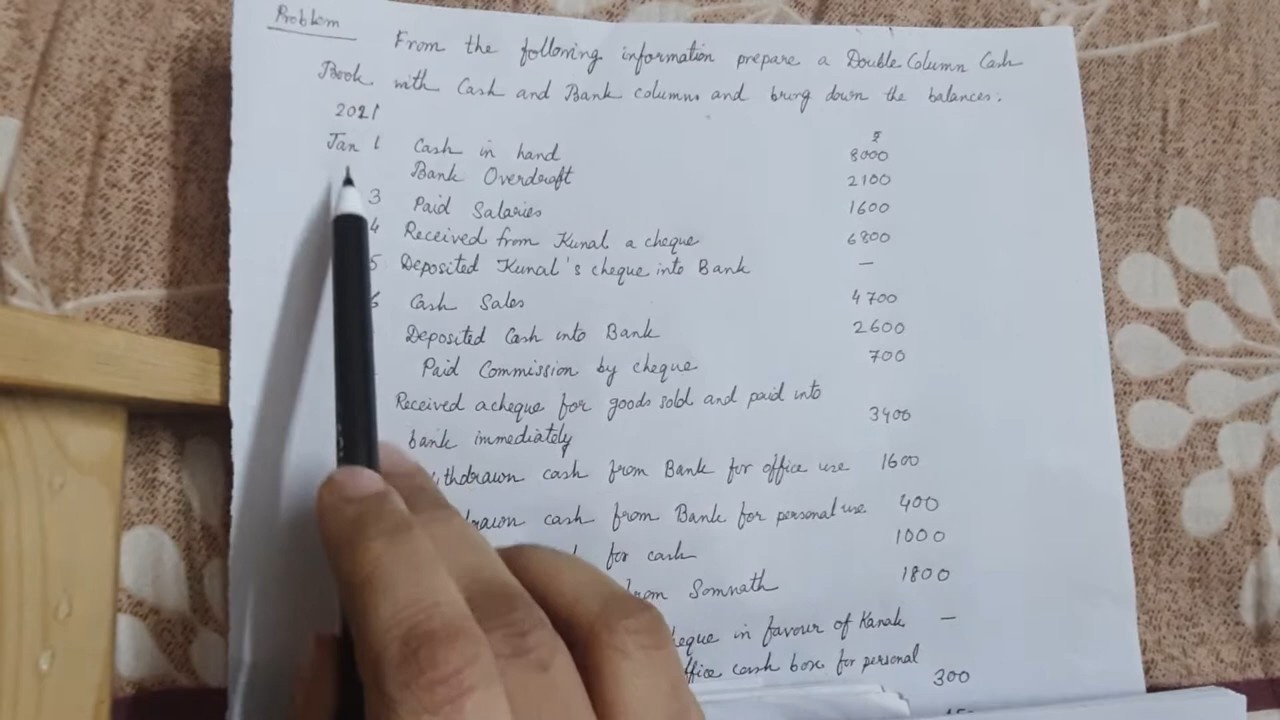 Problem
From the following information prepare a Double Column Cash
Book with Cash and Bank columns and bring down the balances.
2021
₹
Jan 1 Cash in hand 8000
Bank Overdraft 2100
3 Paid Salaries 1600
4 Received from Kunal a cheque 6800
5 Deposited Kunal's cheque into Bank —
6 Cash Sales 4700
Deposited Cash into Bank 2600
Paid Commission by cheque 700
Received a cheque for goods sold and paid into
bank immediately 3400
ithdrawn cash from Bank for office use 1600
drawn cash from Bank for personal use 400
for cash 1000
from Somnath 1800
heque in favour of Kanak —
ffice cash box for personal
300